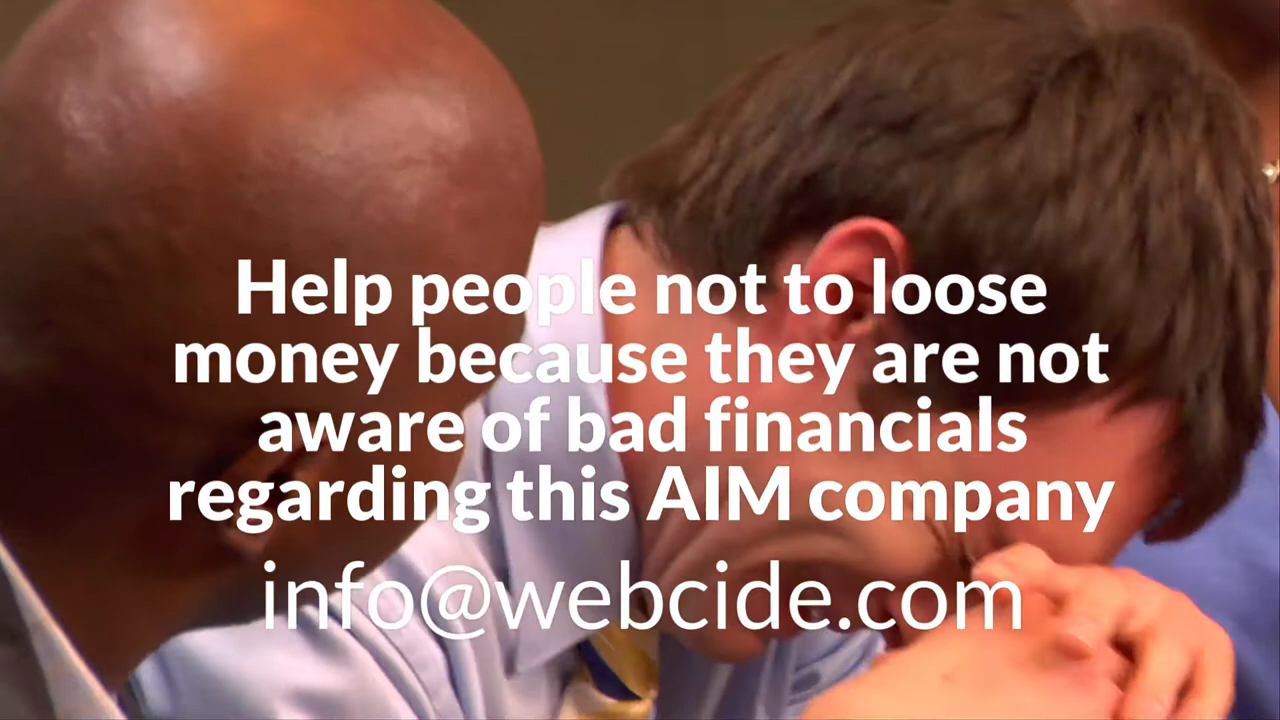 Help people not to loose
money because they are not
aware of bad financials
regarding this AIM company
info@webcide.com